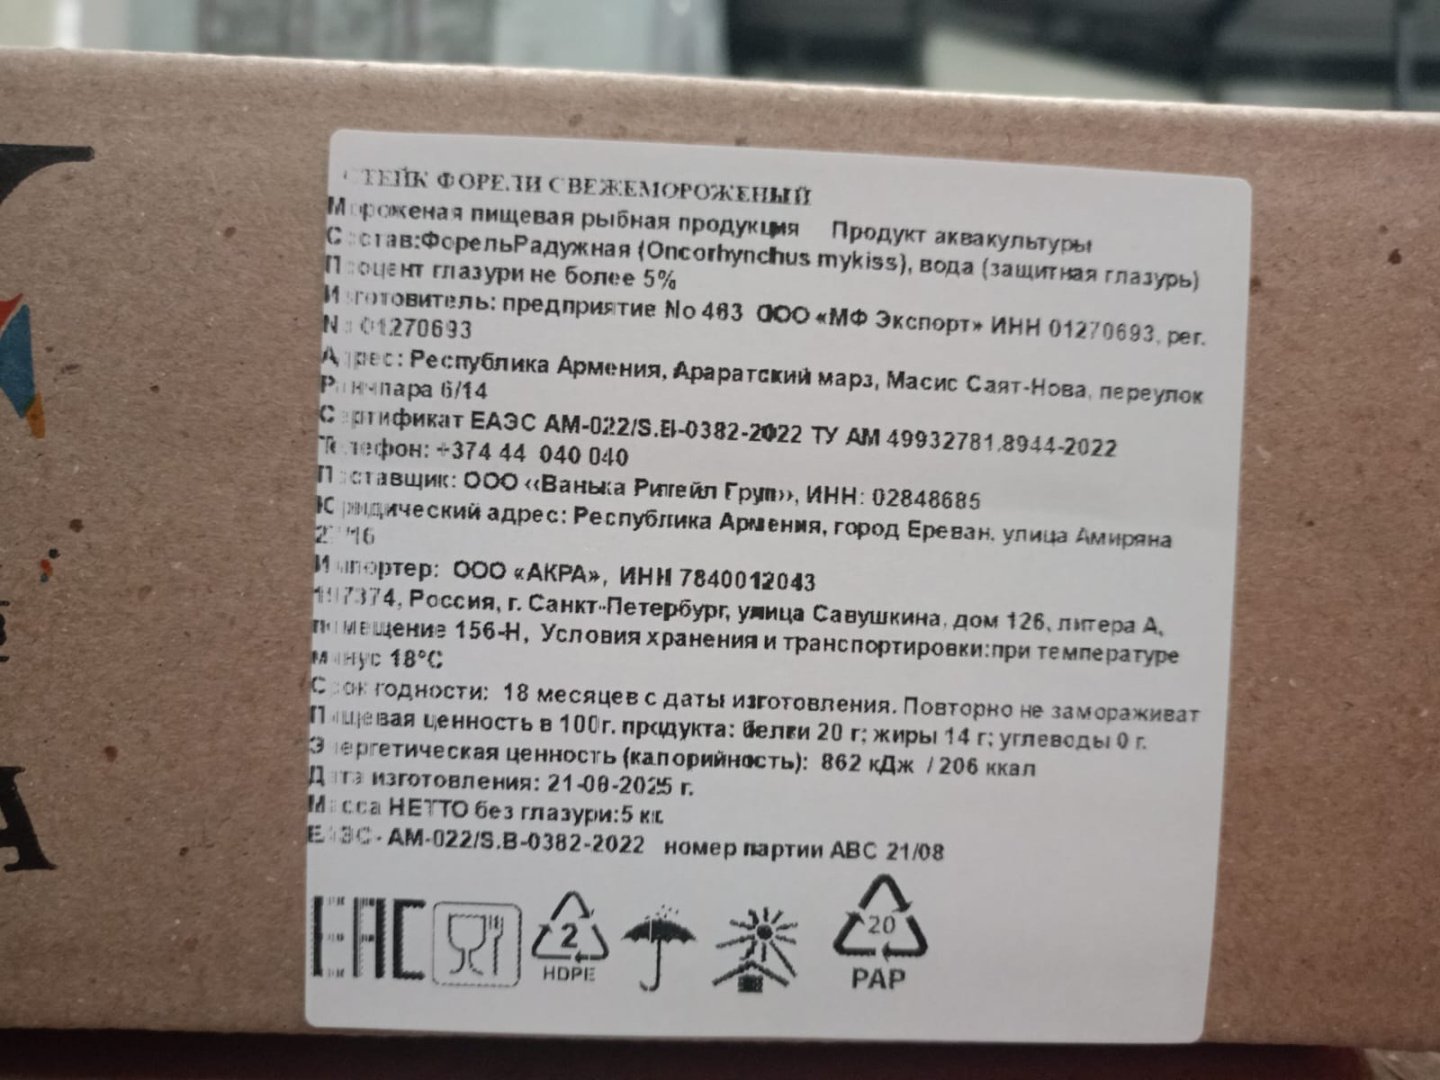 СТЕЙК ФОРЕЛИ СВЕЖЕМОРОЖЕНЫЙ
Мороженая пищевая рыбная продукция Продукт аквакультуры
Состав:ФорельРадужная (Oncorhynchus mykiss), вода (защитная глазурь)
Процент глазури не более 5%
Изготовитель: предприятие No 463 ООО «МФ Экспорт» ИНН 01270693, рег.
No 01270693
Адрес: Республика Армения, Араратский марз, Масис Саят-Нова, переулок
6/14
Сертификат ЕАЭС АМ-022/S.B-0382-2022 ТУ АМ 49932781.8944-2022
Телефон: +374 44 040 040
Поставщик: ООО «Ванька Ритейл Груп», ИНН: 02848685
Юридический адрес: Республика Армения, город Ереван. улица Амиряна
Импортер: ООО «АКРА», ИНН 7840012043
197374, Россия, г. Санкт-Петербург, улица Савушкина, дом 126, литера А,
помещение 156-Н, Условия хранения и транспортировки:при температуре
минус 18°С
Срок годности: 18 месяцев с даты изготовления. Повторно не замораживат
Пищевая ценность в 100г. продукта: белки 20 г; жиры 14 г; углеводы 0 г.
Энергетическая ценность (калорийность): 862 кДж / 206 ккал
Дата изготовления: 21-08-2025 г.
Масса НЕТТО без глазури:5 кг.
ЕАЭС- АМ-022/S.B-0382-2022 номер партии АВС 21/08
ЕАС
2
HDPE
20
PAP